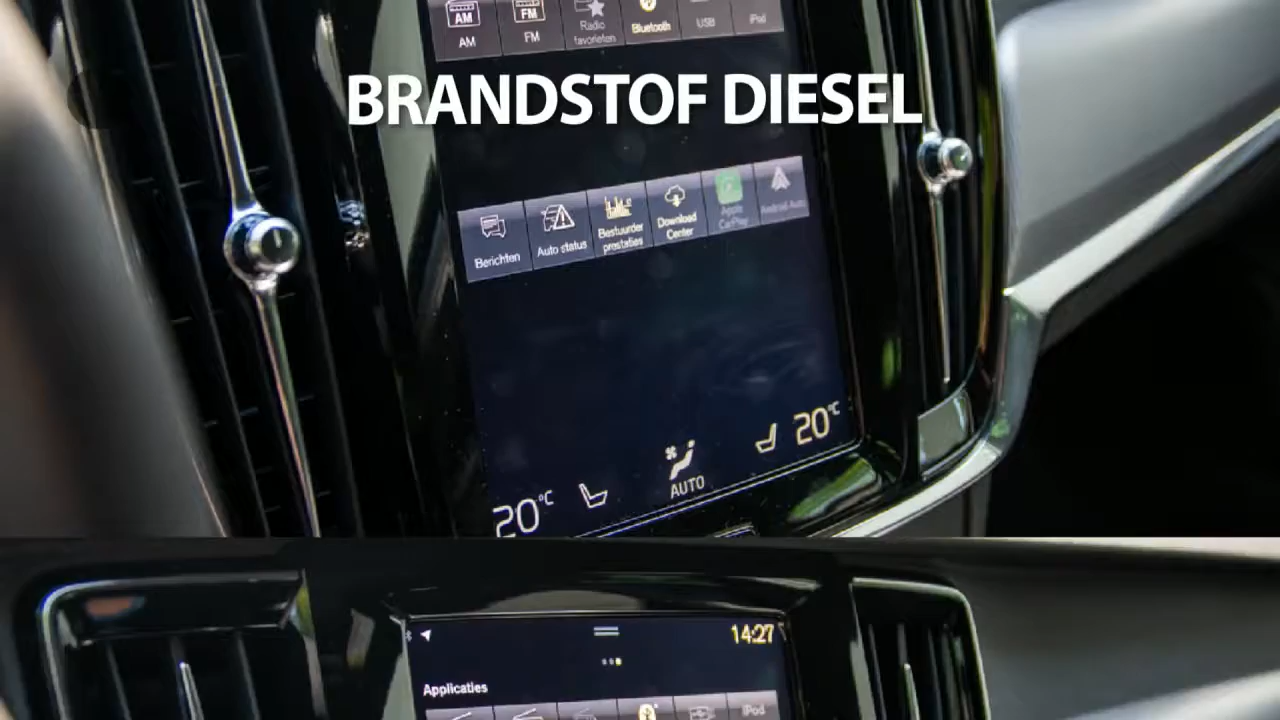 AM
FM
Radio
favorieten
Bluetooth
USB
iPod
AM
FM
BRANDSTOF DIESEL
Berichten
Auto status
Bestuurder
prestaties
Download
Center
Apple
CarPlay
Android Auto
20°C
AUTO
20°C
14:27
Applicaties
iPod